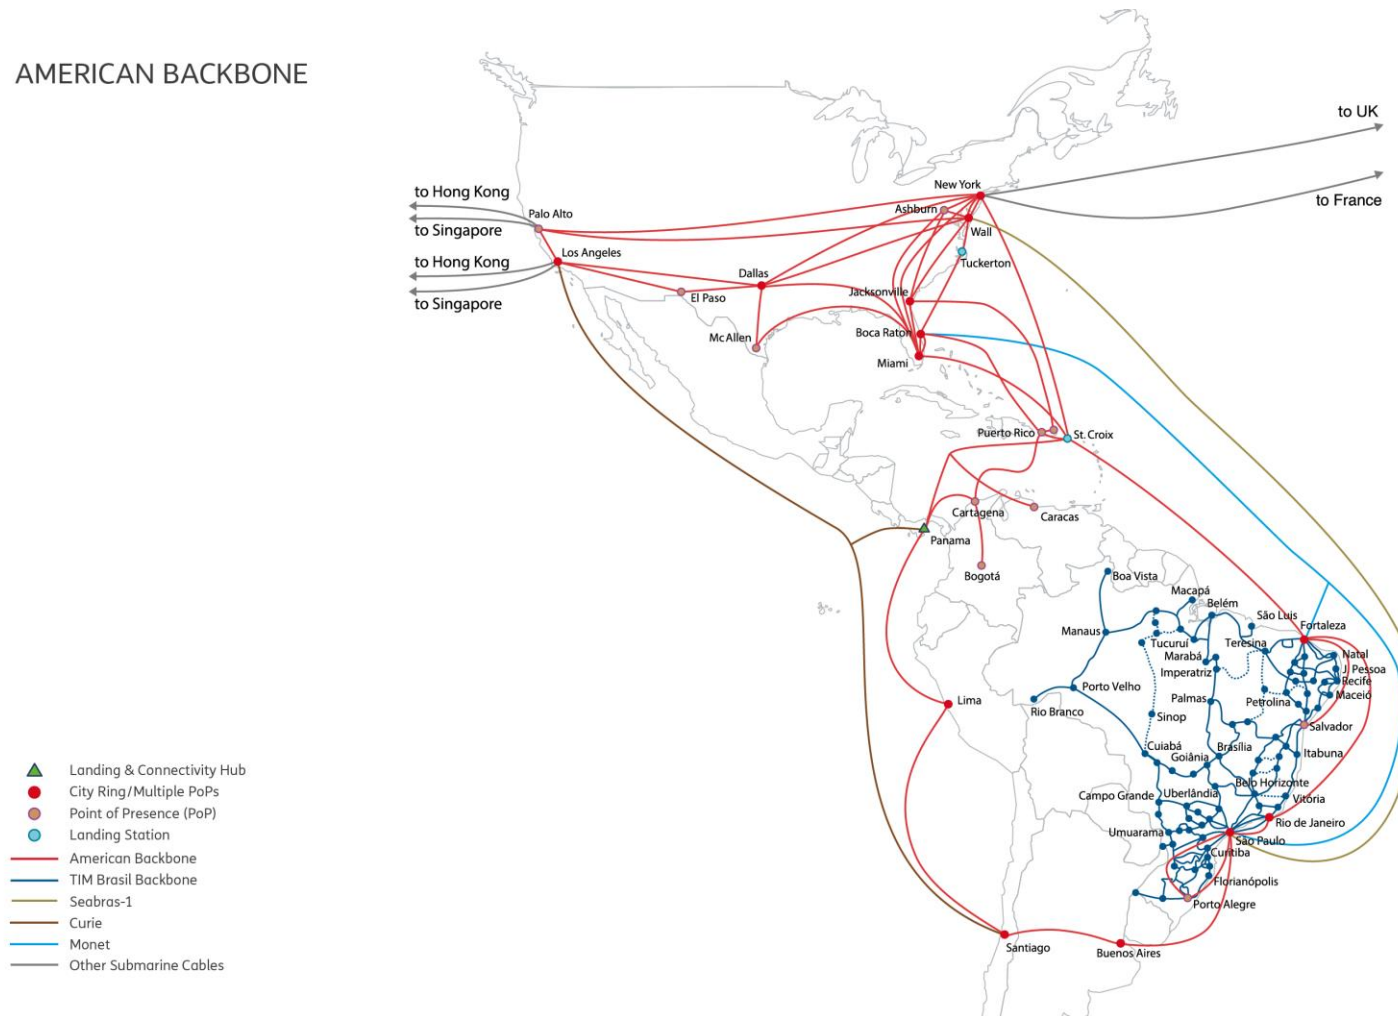 AMERICAN BACKBONE
to UK
to Hong Kong
New York
to France
Ashburn
Palo Alto
to Singapore
Wall
Los Angeles
to Hong Kong
Tuckerton
Dallas
to Singapore
El Paso
Jacksonville
McAllen
Boca Raton
Miami
Puerto Rico
St. Croix
Cartagena
Caracas
Panama
Bogotá
Boa Vista
Macapá
Belém
São Luis
Fortaleza
Manaus
Tucuruí
Teresina
Marabá
Natal
Imperatriz
J. Pessoa
Recife
Porto Velho
Maceió
Palmas
Petrolina
Lima
Rio Branco
Sinop
Salvador
Cuiabá
Brasília
Goiânia
Itabuna
Belo Horizonte
Campo Grande
Uberlândia
Vitória
Rio de Janeiro
Umuarama
São Paulo
Curitiba
Florianópolis
Porto Alegre
Santiago
Buenos Aires
Landing & Connectivity Hub
City Ring/Multiple PoPs
Point of Presence (PoP)
Landing Station
American Backbone
TIM Brasil Backbone
Seabras-1
Curie
Monet
Other Submarine Cables